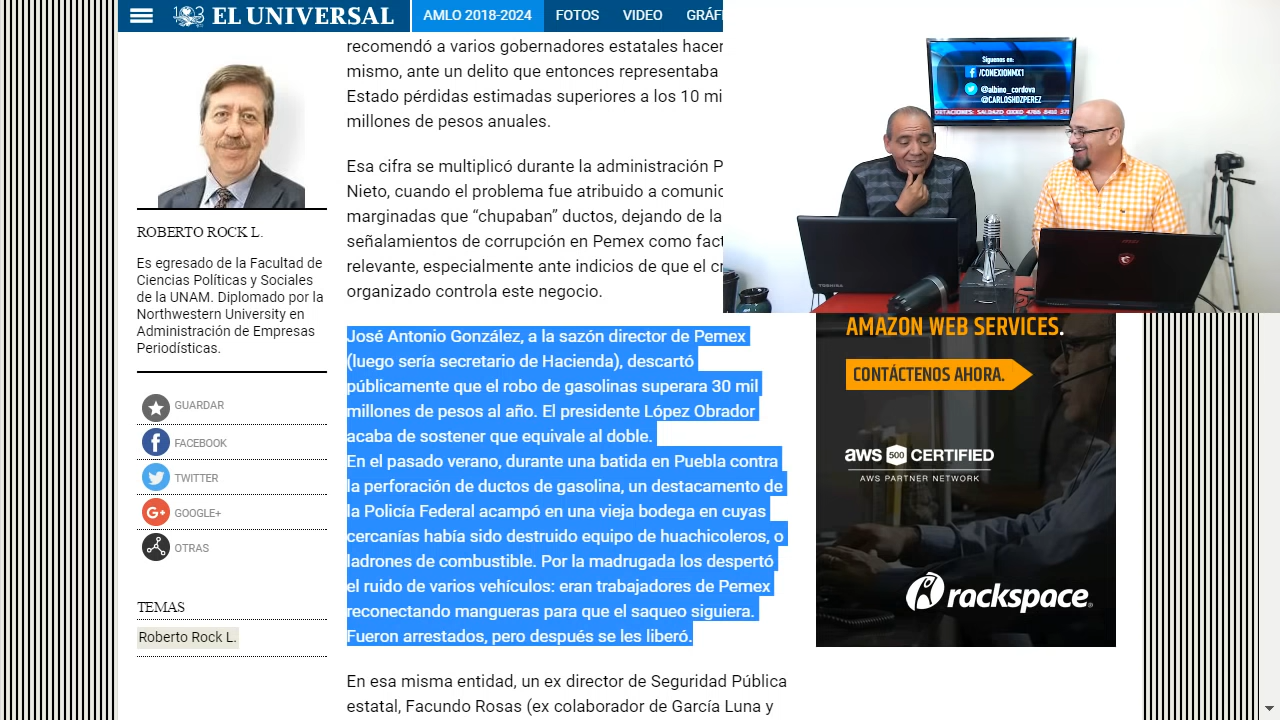 EL UNIVERSAL
AMLO 2018-2024
FOTOS
VIDEO
GRÁF
ROBERTO ROCK L.
Es egresado de la Facultad de
Ciencias Políticas y Sociales
de la UNAM. Diplomado por la
Northwestern University en
Administración de Empresas
Periodísticas.
GUARDAR
FACEBOOK
TWITTER
GOOGLE+
OTRAS
TEMAS
Roberto Rock L.
recomendó a varios gobernadores estatales hacer
mismo, ante un delito que entonces representaba
Estado pérdidas estimadas superiores a los 10 mi
millones de pesos anuales.
Esa cifra se multiplicó durante la administración P
Nieto, cuando el problema fue atribuido a comunic
marginadas que “chupaban” ductos, dejando de la
señalamientos de corrupción en Pemex como fact
relevante, especialmente ante indicios de que el cr
organizado controla este negocio.
José Antonio González, a la sazón director de Pemex
(luego sería secretario de Hacienda), descartó
públicamente que el robo de gasolinas superara 30 mil
millones de pesos al año. El presidente López Obrador
acaba de sostener que equivale al doble.
En el pasado verano, durante una batida en Puebla contra
la perforación de ductos de gasolina, un destacamento de
la Policía Federal acampó en una vieja bodega en cuyas
cercanías había sido destruido equipo de huachicoleros, o
ladrones de combustible. Por la madrugada los despertó
el ruido de varios vehículos: eran trabajadores de Pemex
reconectando mangueras para que el saqueo siguiera.
Fueron arrestados, pero después se les liberó.
En esa misma entidad, un ex director de Seguridad Pública
estatal, Facundo Rosas (ex colaborador de García Luna y
Síguenos en:
/CONEXIONMX1
@albino_cordova
@CARLOSHDZPEREZ
TOSHIBA
AMAZON WEB SERVICES.
CONTÁCTENOS AHORA.
aws 500 CERTIFIED
AWS PARTNER NETWORK
rackspace®